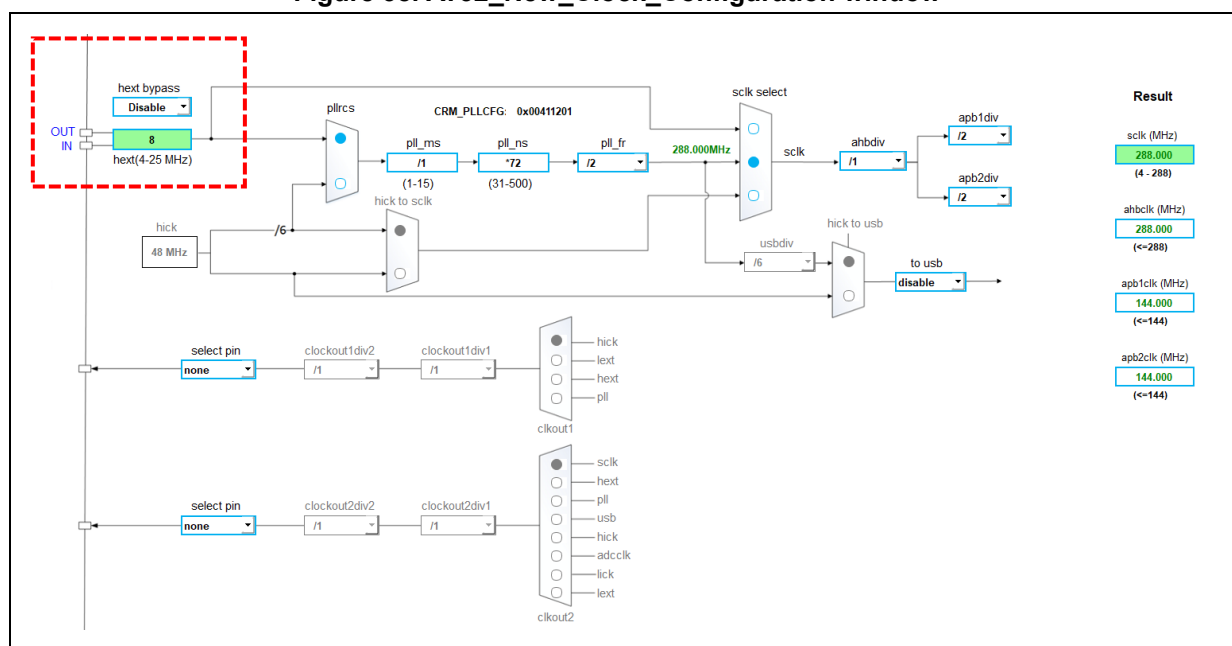 hext bypass
Disable
OUT
IN
8
hext(4-25 MHz)
pllrcs
CRM_PLLCFG: 0x00411201
pll_ms
/1
(1-15)
pll_ns
*72
(31-500)
pll_fr
/2
288.000MHz
sclk select
sclk
ahbdiv
/1
apb1div
/2
apb2div
/2
Result
sclk (MHz)
288.000
(4 - 288)
ahbclk (MHz)
288.000
(<=288)
apb1clk (MHz)
144.000
(<=144)
apb2clk (MHz)
144.000
(<=144)
hick
48 MHz
/6
hick to sclk
usbdiv
/6
hick to usb
to usb
disable
select pin
none
clockout1div2
/1
clockout1div1
/1
hick
lext
hext
pll
clkout1
select pin
none
clockout2div2
/1
clockout2div1
/1
sclk
hext
pll
usb
hick
adcclk
lick
lext
clkout2